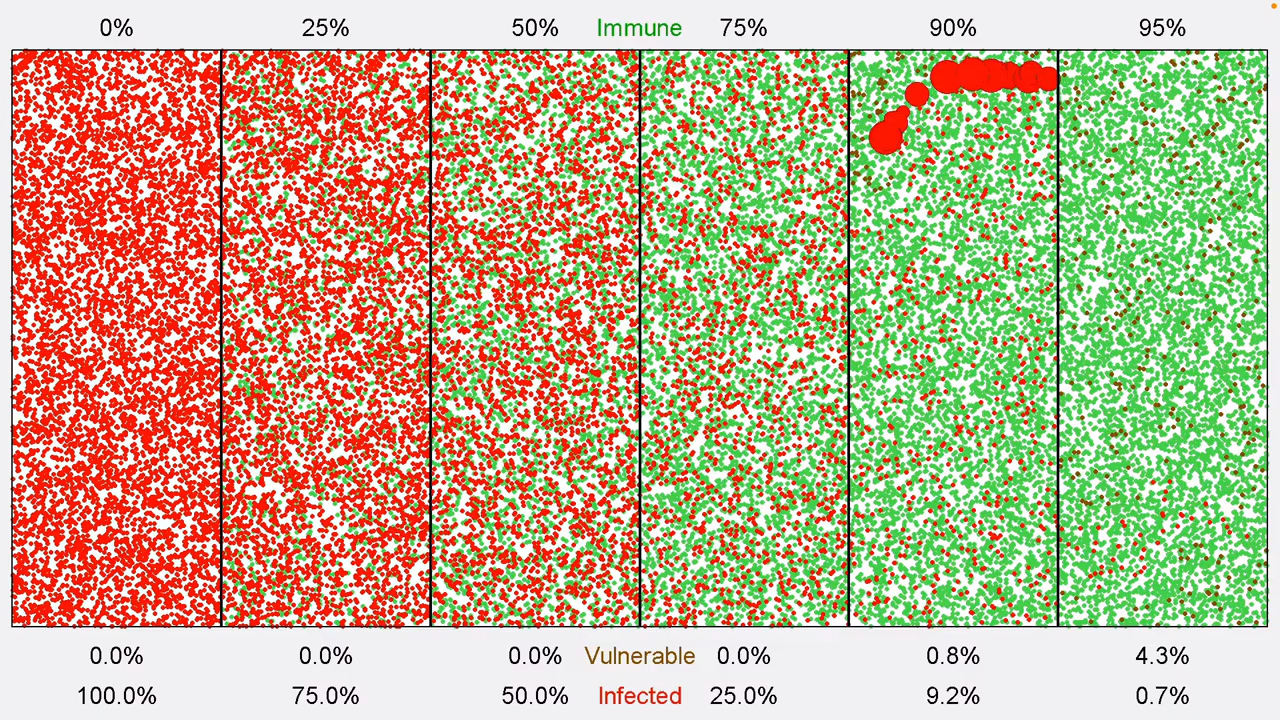 0% 25% 50% Immune 75% 90% 95%
0.0% 0.0% 0.0% Vulnerable 0.0% 0.8% 4.3%
100.0% 75.0% 50.0% Infected 25.0% 9.2% 0.7%